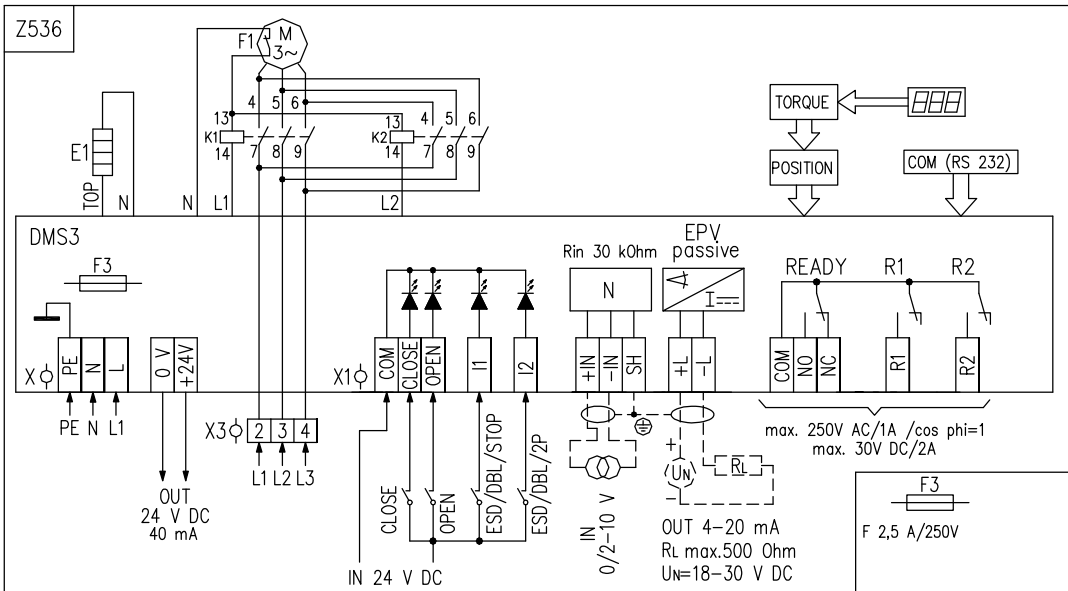 Z536
F1
M
3~
4 5 6
13
K1
14
7 8 9
13
K2
14
4 5 6
7 8 9
E1
TOP
N
N
L1
L2
TORQUE
POSITION
COM (RS 232)
DMS3
F3
Rin 30 kOhm
N
EPV
passive
I
READY
R1
R2
X
PE
N
L
0 V
+24V
X1
COM
CLOSE
OPEN
I1
I2
+IN
-IN
SH
+L
-L
COM
NO
NC
R1
R2
PE N L1
X3
2 3 4
L1 L2 L3
OUT
24 V DC
40 mA
CLOSE
OPEN
ESD/DBL/STOP
ESD/DBL/2P
IN 24 V DC
IN
0/2-10 V
+
UN
-
RL
OUT 4-20 mA
RL max.500 Ohm
UN=18-30 V DC
max. 250V AC/1A /cos phi=1
max. 30V DC/2A
F3
F 2,5 A/250V